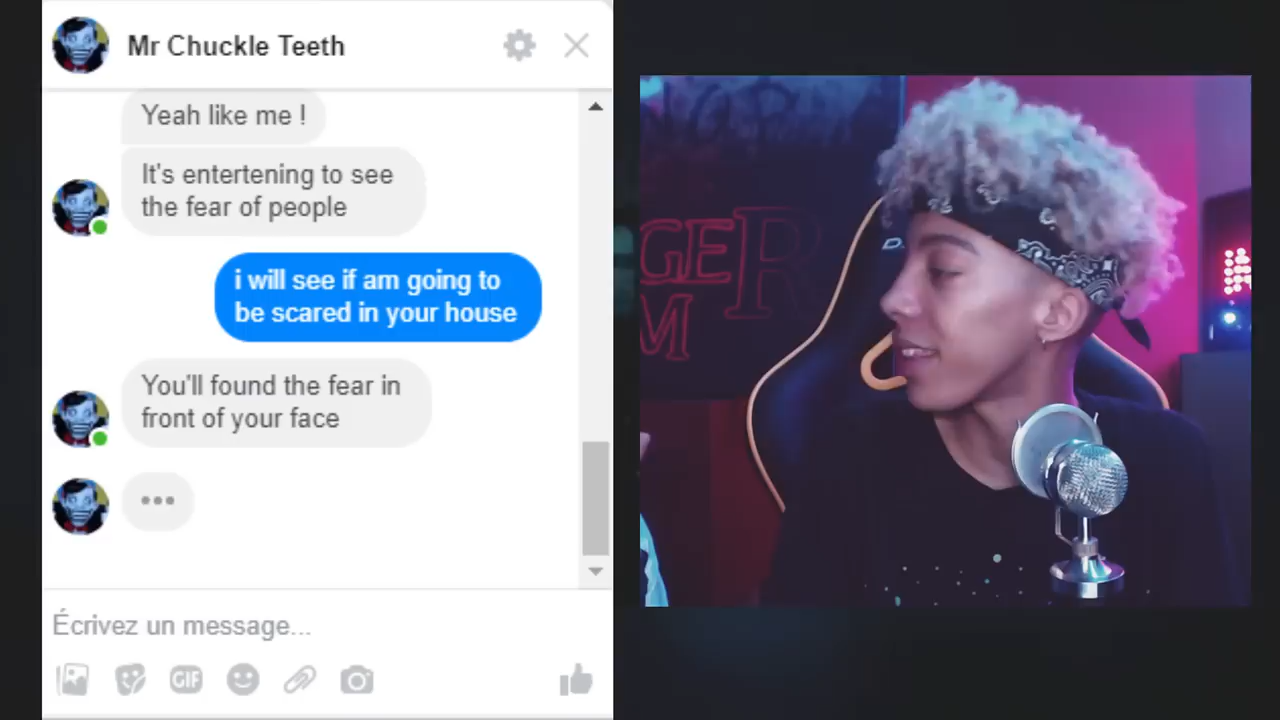 Mr Chuckle Teeth
Yeah like me !
It's entertening to see
the fear of people
i will see if am going to
be scared in your house
You'll found the fear in
front of your face
Écrivez un message...
GIF
GE
R
M